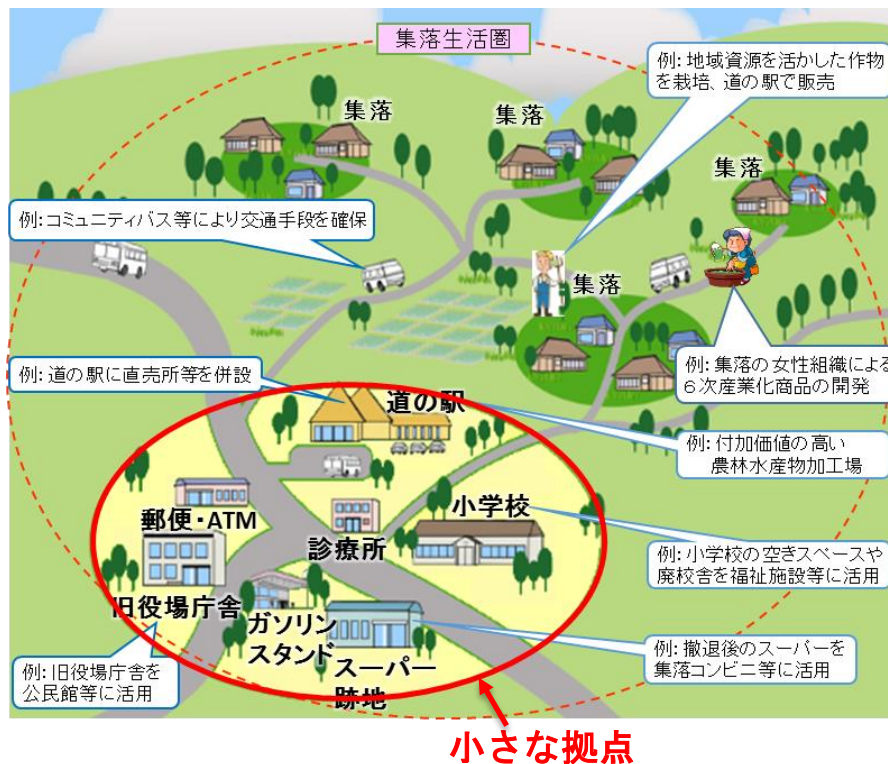 集落生活圏
例：地域資源を活かした作物
を栽培、道の駅で販売
集落
集落
集落
例：コミュニティバス等により交通手段を確保
集落
例：道の駅に直売所等を併設
例：集落の女性組織による
６次産業化商品の開発
道の駅
例：付加価値の高い
農林水産物加工場
郵便・ATM
小学校
診療所
例：小学校の空きスペースや
廃校舎を福祉施設等に活用
旧役場庁舎
ガソリン
スタンド
スーパー
跡地
例：撤退後のスーパーを
集落コンビニ等に活用
例：旧役場庁舎を
公民館等に活用
小さな拠点